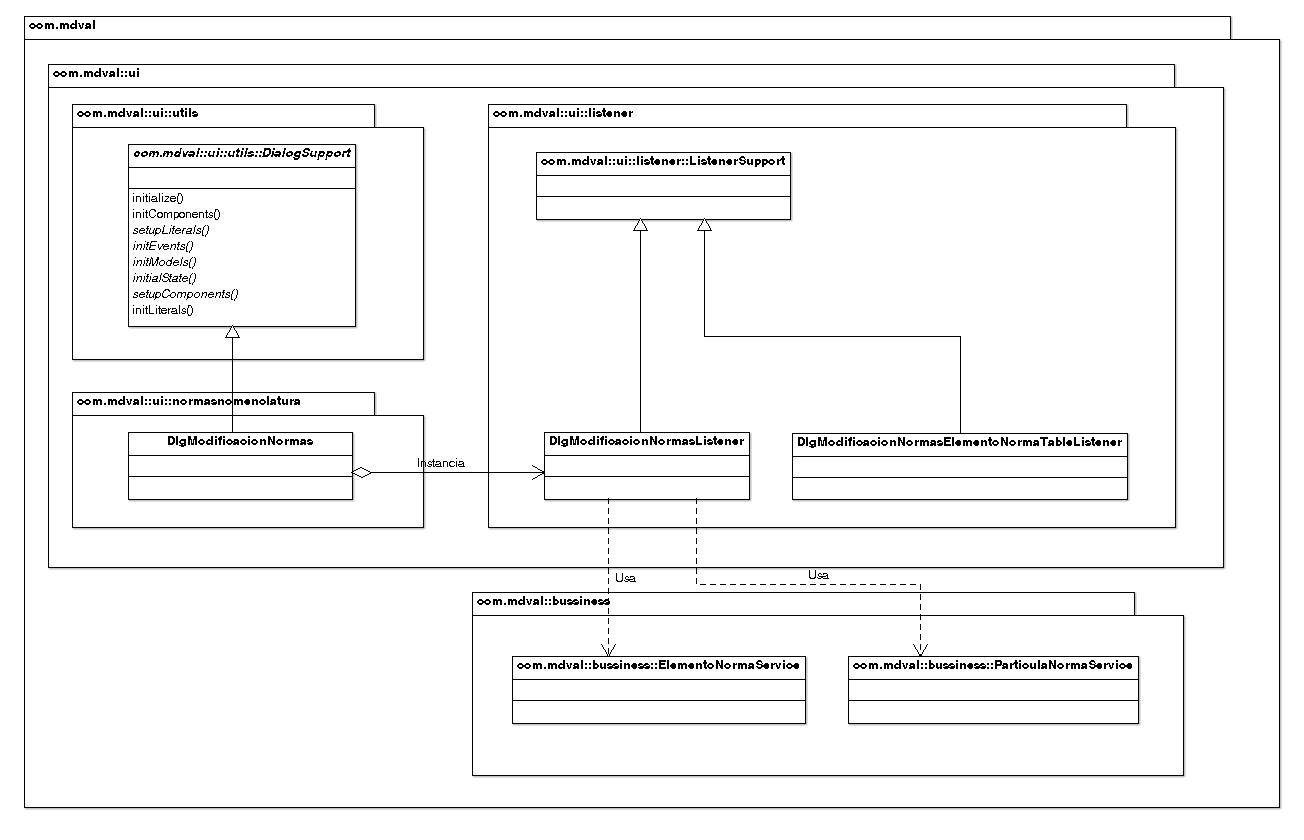 com.mdval
com.mdval::ui
com.mdval::ui::utils
com.mdval::ui::utils::DialogSupport
initialize()
initComponents()
setupLiterals()
initEvents()
initModels()
initialState()
setupComponents()
initLiterals()
com.mdval::ui::listener
com.mdval::ui::listener::ListenerSupport
com.mdval::ui::normasnomenclatura
DlgModificacionNormas
Instancia
DlgModificacionNormasListener
DlgModificacionNormasElementoNormaTableListener
Usa
Usa
com.mdval::bussiness
com.mdval::bussiness::ElementoNormaService
com.mdval::bussiness::ParticulaNormaService